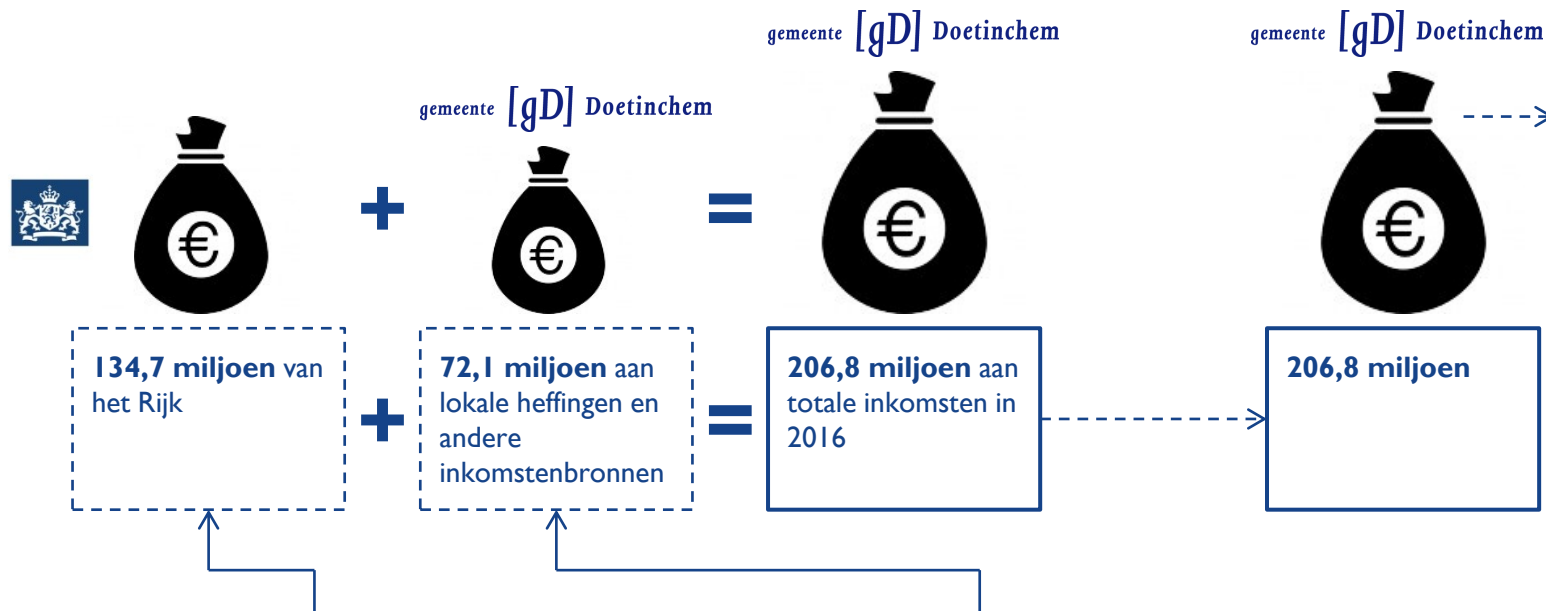 gemeente [gD] Doetinchem
gemeente [gD] Doetinchem
gemeente [gD] Doetinchem
€
+
€
=
€
€
134,7 miljoen van
het Rijk
+
72,1 miljoen aan
lokale heffingen en
andere
inkomstenbronnen
=
206,8 miljoen aan
totale inkomsten in
2016
206,8 miljoen